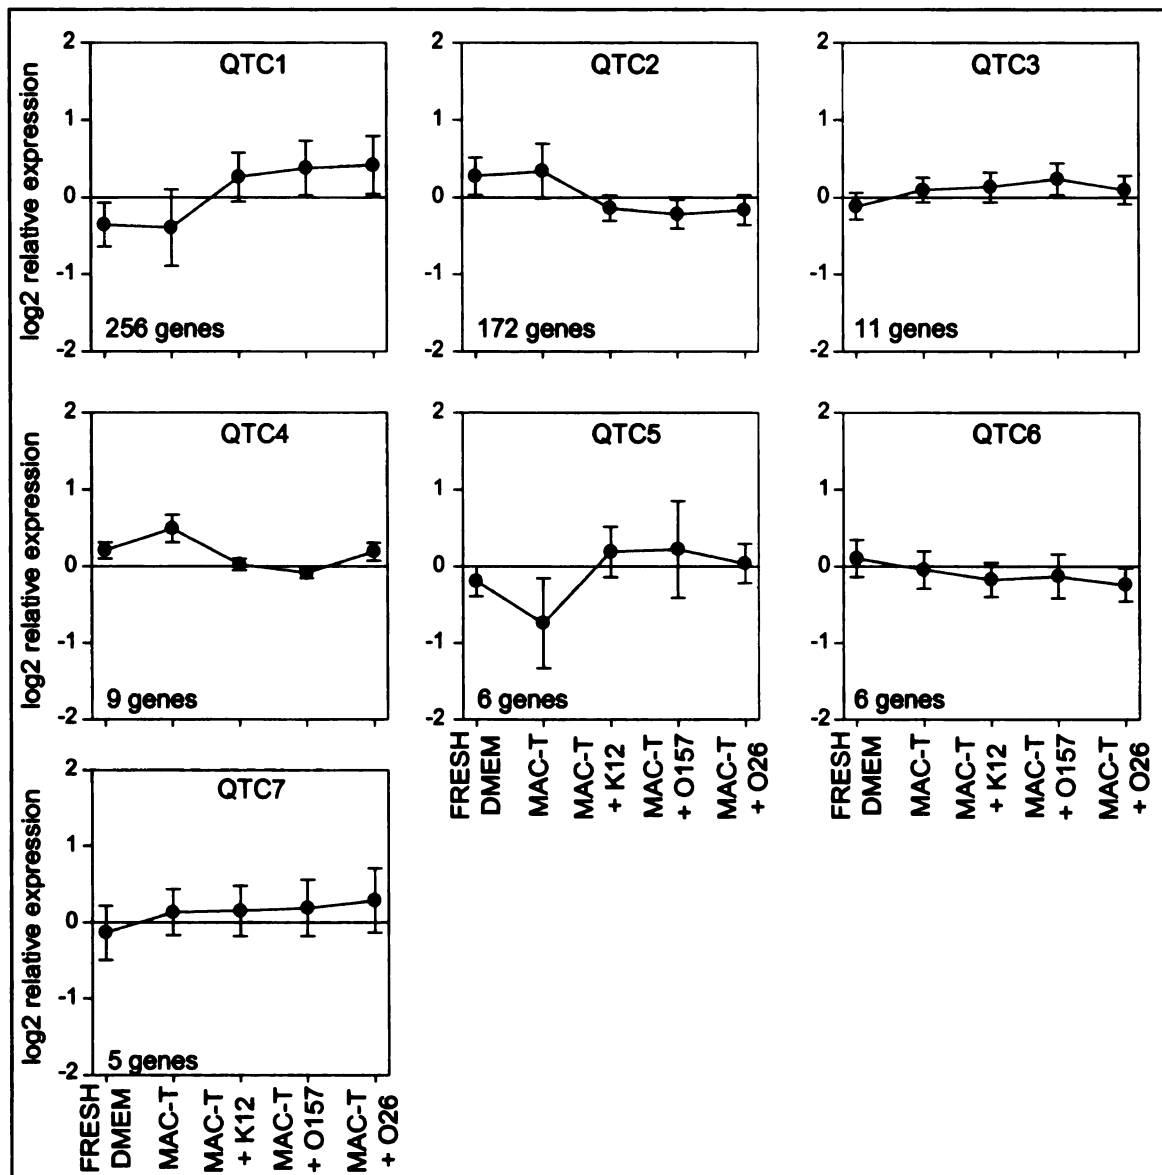 log2 relative expression
2
1
0
-1
-2
QTC1
256 genes
2
1
0
-1
-2
QTC2
172 genes
2
1
0
-1
-2
QTC3
11 genes
log2 relative expression
2
1
0
-1
-2
QTC4
9 genes
2
1
0
-1
-2
QTC5
6 genes
FRESH
DMEM
MAC-T
MAC-T
+ K12
MAC-T
+ O157
MAC-T
+ O26
2
1
0
-1
-2
QTC6
6 genes
FRESH
DMEM
MAC-T
MAC-T
+ K12
MAC-T
+ O157
MAC-T
+ O26
log2 relative expression
2
1
0
-1
-2
QTC7
5 genes
FRESH
DMEM
MAC-T
MAC-T
+ K12
MAC-T
+ O157
MAC-T
+ O26